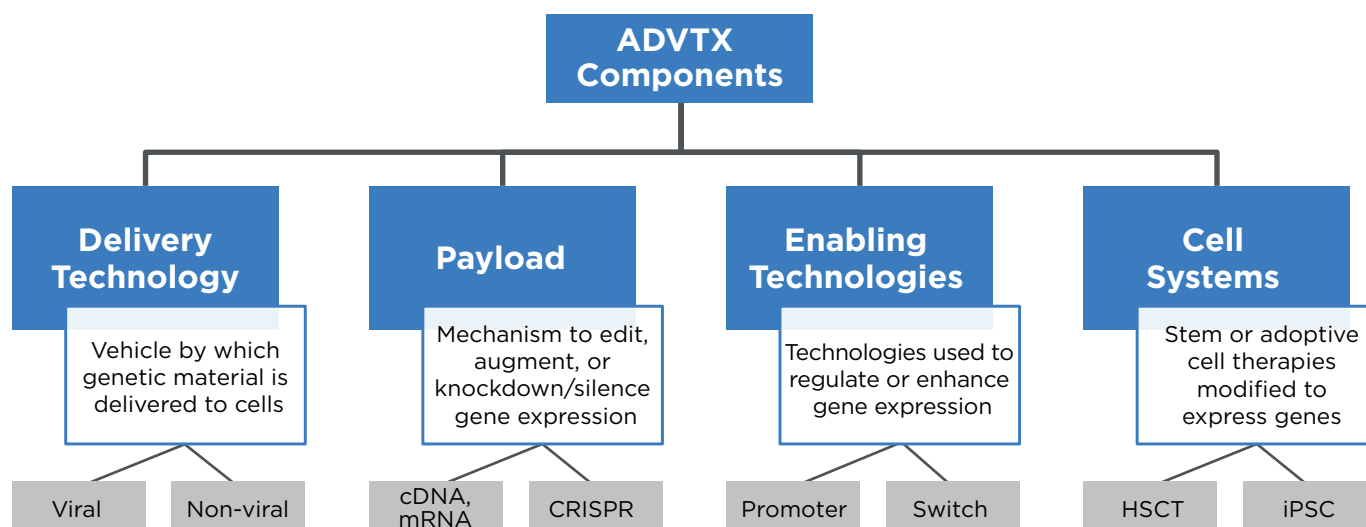 ADVTX
Components
Delivery
Technology
Vehicle by which
genetic material is
delivered to cells
Viral
Non-viral
Payload
Mechanism to edit,
augment, or
knockdown/silence
gene expression
cDNA,
mRNA
CRISPR
Enabling
Technologies
Technologies used to
regulate or enhance
gene expression
Promoter
Switch
Cell
Systems
Stem or adoptive
cell therapies
modified to
express genes
HSCT
iPSC